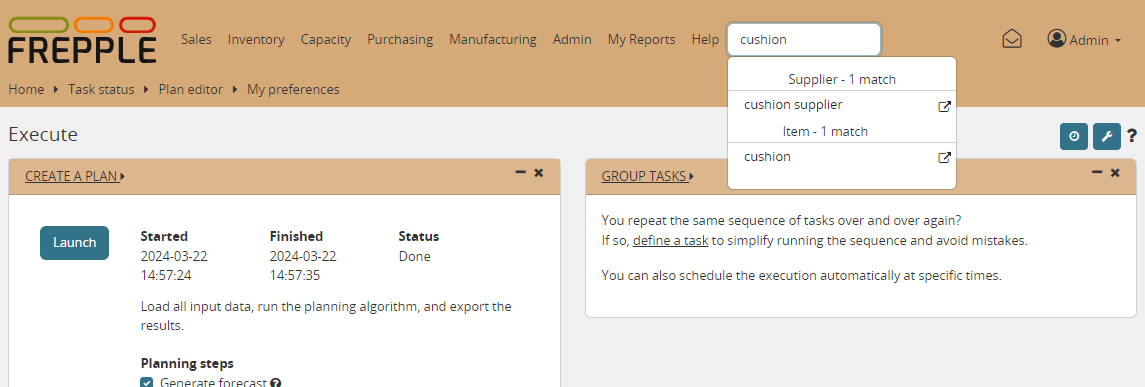 FREPPLE
Sales Inventory Capacity Purchasing Manufacturing Admin My Reports Help cushion Admin
Home Task status Plan editor My preferences
Supplier - 1 match
cushion supplier
Item - 1 match
cushion
Execute
?
CREATE A PLAN
Launch
Started Finished Status
2024-03-22 2024-03-22 Done
14:57:24 14:57:35
Load all input data, run the planning algorithm, and export the
results.
Planning steps
Generate forecast ?
GROUP TASKS
You repeat the same sequence of tasks over and over again?
If so, define a task to simplify running the sequence and avoid mistakes.
You can also schedule the execution automatically at specific times.